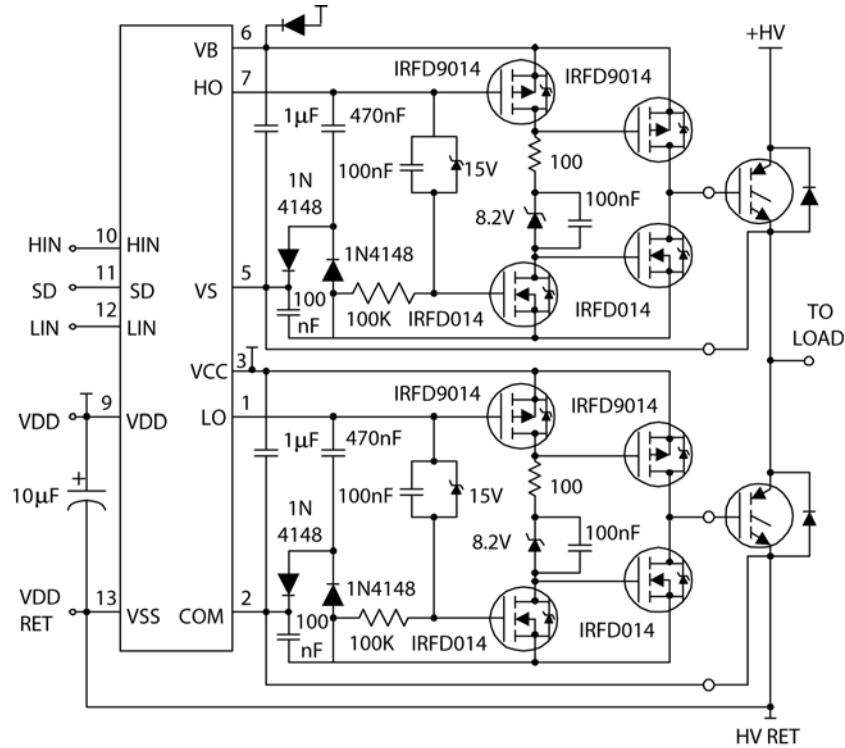 6
VB
+HV
IRFD9014
7
IRFD9014
HO
1μF
470nF
100nF
15V
100
1N
4148
100nF
8.2V
10
HIN
HIN
1N4148
11
SD
SD
VS
5
12
100
nF
100K
IRFD014
IRFD014
LIN
LIN
TO
LOAD
VCC
3
IRFD9014
IRFD9014
1
LO
VDD
9
VDD
1μF
470nF
+
10μF
100nF
15V
100
1N
4148
100nF
8.2V
1N4148
VDD
RET
13
VSS
COM
2
100
nF
100K
IRFD014
IRFD014
HV RET